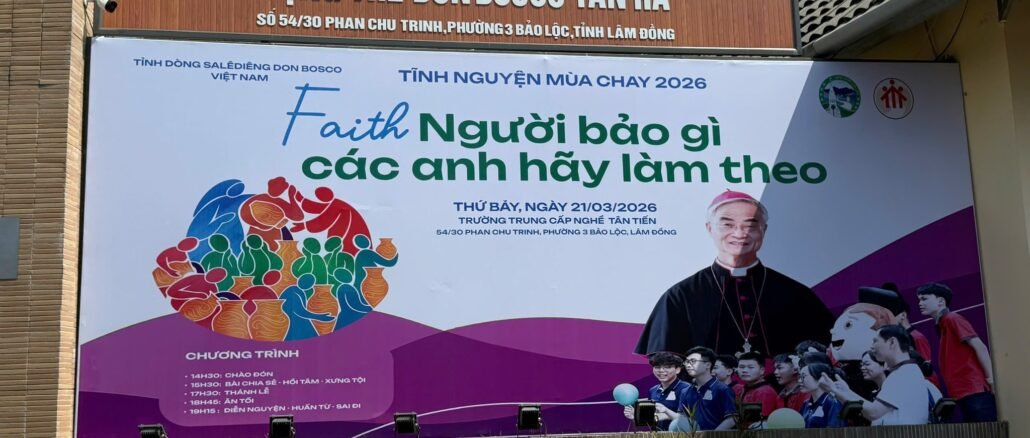 DON BOSCO TÂN HÀ
SỐ 54/30 PHAN CHU TRINH,PHƯỜNG 3 BẢO LỘC,TỈNH LÂM ĐỒNG
TỈNH DÒNG SALÊDIÊNG DON BOSCO
VIỆT NAM
TĨNH NGUYỆN MÙA CHAY 2026
Faith Người bảo gì
các anh hãy làm theo
THỨ BẢY, NGÀY 21/03/2026
TRƯỜNG TRUNG CẤP NGHỀ TÂN TIẾN
54/30 PHAN CHU TRINH, PHƯỜNG 3 BẢO LỘC, LÂM ĐỒNG
CHƯƠNG TRÌNH
• 14H30: CHÀO ĐÓN
• 15H30: BÀI CHIA SẺ - HỒI TÂM - XƯNG TỘI
• 17H30: THÁNH LỄ
• 18H45: ĂN TỐI
• 19H15 : DIỄN NGUYỆN - HUẤN TỪ - SAI ĐI